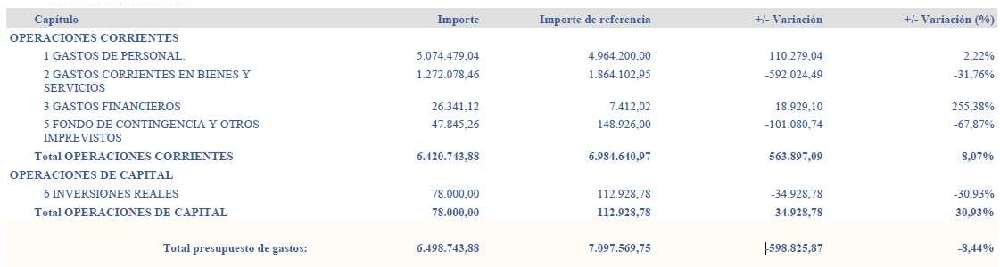 Capítulo Importe Importe de referencia +/- Variación +/- Variación (%)
OPERACIONES CORRIENTES
1 GASTOS DE PERSONAL. 5.074.479,04 4.964.200,00 110.279,04 2,22%
2 GASTOS CORRIENTES EN BIENES Y 1.272.078,46 1.864.102,95 -592.024,49 -31,76%
SERVICIOS
3 GASTOS FINANCIEROS 26.341,12 7.412,02 18.929,10 255,38%
5 FONDO DE CONTINGENCIA Y OTROS 47.845,26 148.926,00 -101.080,74 -67,87%
IMPREVISTOS
Total OPERACIONES CORRIENTES 6.420.743,88 6.984.640,97 -563.897,09 -8,07%
OPERACIONES DE CAPITAL
6 INVERSIONES REALES 78.000,00 112.928,78 -34.928,78 -30,93%
Total OPERACIONES DE CAPITAL 78.000,00 112.928,78 -34.928,78 -30,93%
Total presupuesto de gastos: 6.498.743,88 7.097.569,75 -598.825,87 -8,44%